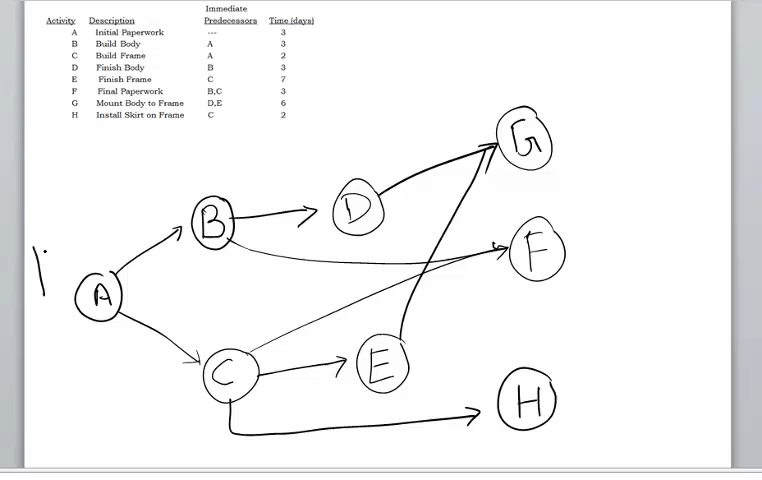 Immediate
Activity Description Predecessors Time (days)
A Initial Paperwork --- 3
B Build Body A 3
C Build Frame A 2
D Finish Body B 3
E Finish Frame C 7
F Final Paperwork B,C 3
G Mount Body to Frame D,E 6
H Install Skirt on Frame C 2
G
B
D
F
A
C
E
H